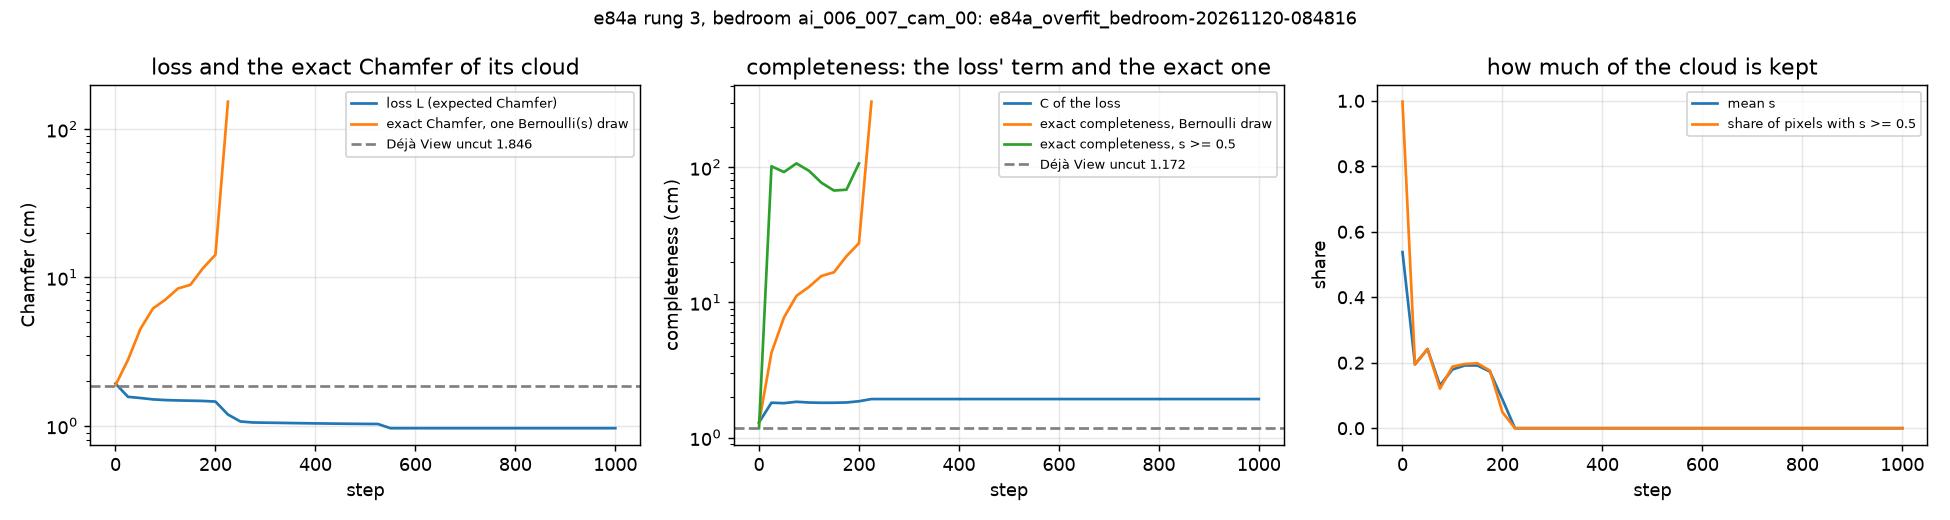 e84a rung 3, bedroom ai_006_007_cam_00: e84a_overfit_bedroom-20261120-084816
loss and the exact Chamfer of its cloud
Chamfer (cm)
10²
10¹
10⁰
loss L (expected Chamfer)
exact Chamfer, one Bernoulli(s) draw
Déjà View uncut 1.846
0 200 400 600 800 1000
step
completeness: the loss' term and the exact one
completeness (cm)
10²
10¹
10⁰
C of the loss
exact completeness, Bernoulli draw
exact completeness, s >= 0.5
Déjà View uncut 1.172
0 200 400 600 800 1000
step
how much of the cloud is kept
share
1.0
0.8
0.6
0.4
0.2
0.0
mean s
share of pixels with s >= 0.5
0 200 400 600 800 1000
step